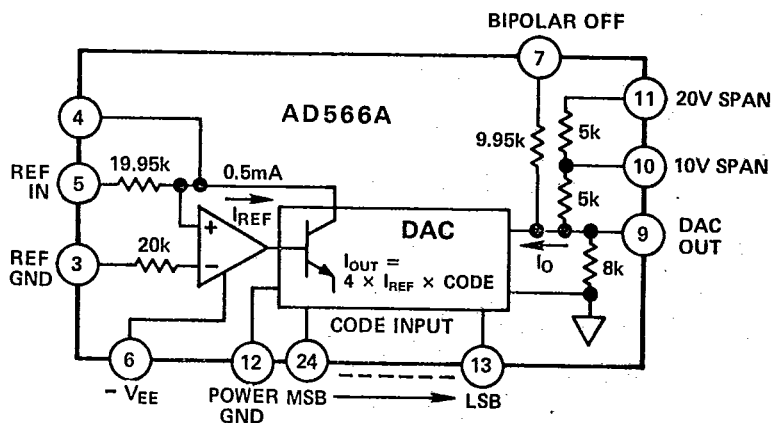 BIPOLAR OFF
7
4
AD566A
11
20V SPAN
5k
9.95k
REF
IN
5
19.95k
0.5mA
10
10V SPAN
I_REF
5k
+
DAC
9
DAC
OUT
REF
GND
3
20k
−
I_OUT =
4 × I_REF × CODE
I_O
8k
CODE INPUT
6
12
24
13
− V_EE
POWER
GND
MSB
LSB